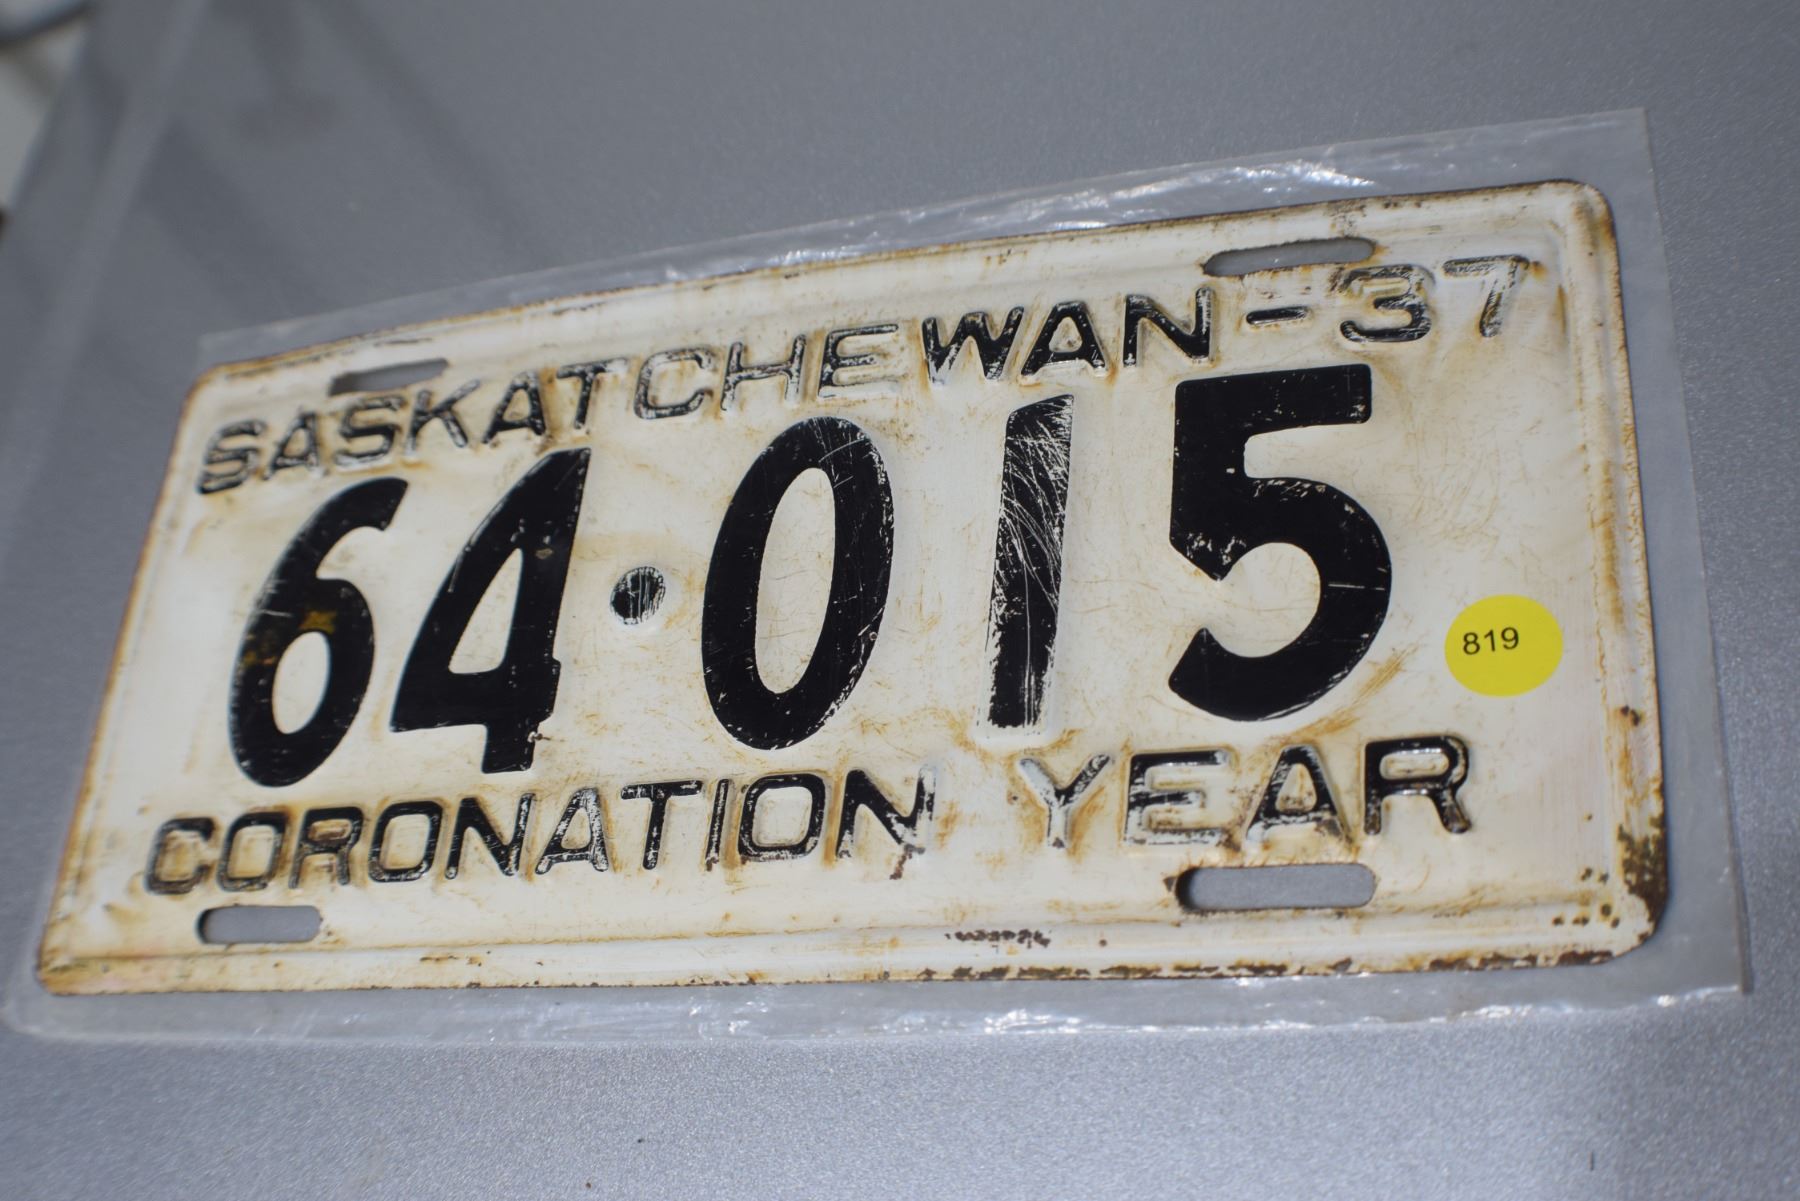 SASKATCHEWAN-37
64·015
819
CORONATION YEAR